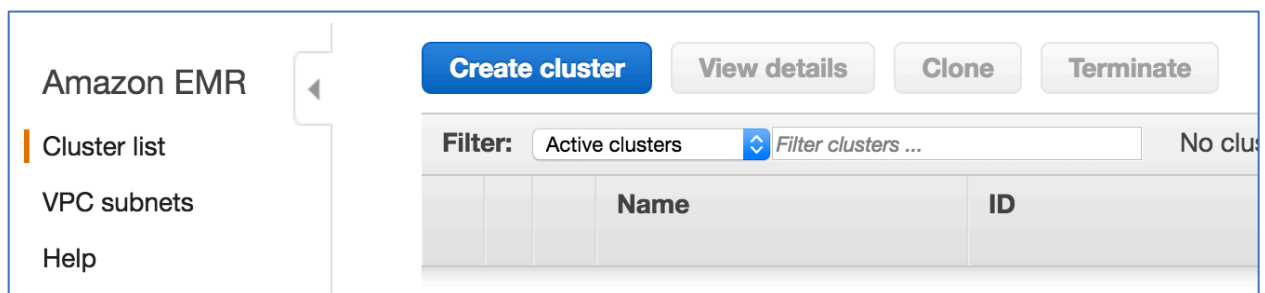 Amazon EMR
Cluster list
VPC subnets
Help
Create cluster View details Clone Terminate
Filter: Active clusters Filter clusters ... No
Name ID